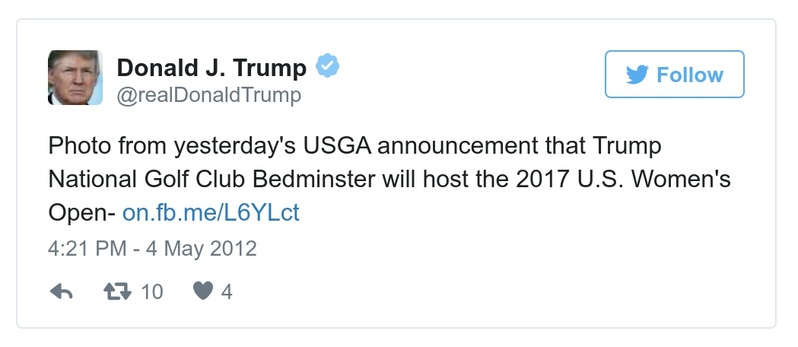 Donald J. Trump
@realDonaldTrump
Follow
Photo from yesterday's USGA announcement that Trump
National Golf Club Bedminster will host the 2017 U.S. Women's
Open- on.fb.me/L6YLct
4:21 PM - 4 May 2012
10
4